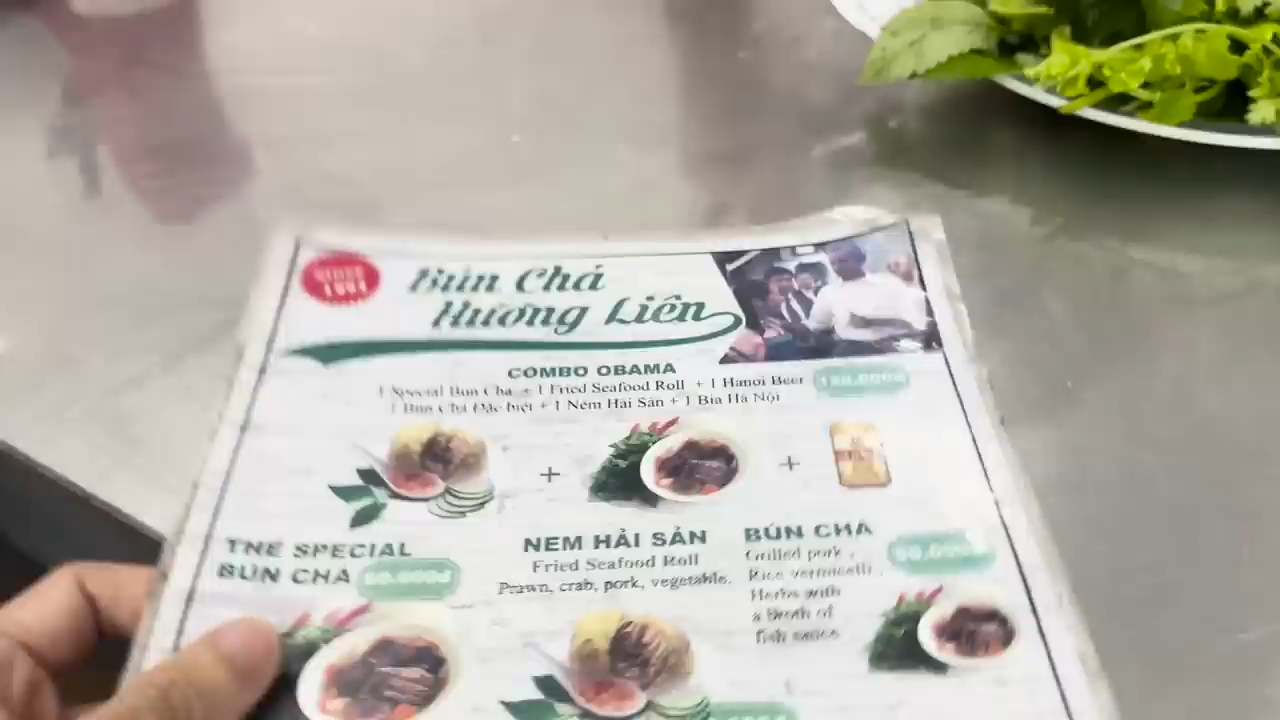 SINCE
1993
Bún Chả
Hương Liên
COMBO OBAMA
1 Special Bun Cha + 1 Fried Seafood Roll + 1 Hanoi Beer
1 Bún Chả Đặc biệt + 1 Nem Hải Sản + 1 Bia Hà Nội
+
+
THE SPECIAL
BUN CHA
NEM HẢI SẢN
Fried Seafood Roll
Prawn, crab, pork, vegetable.
BÚN CHẢ
Grilled pork,
Rice vermicelli,
Herbs with
a Broth of
fish sauce